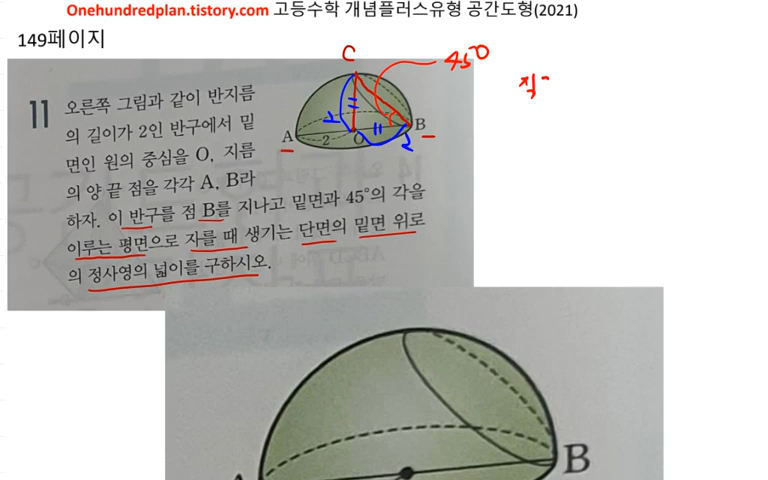 Onehundredplan.tistory.com 고등수학 개념플러스유형 공간도형(2021)
149페이지
C
45°
직
11 오른쪽 그림과 같이 반지름
의 길이가 2인 반구에서 밑
면인 원의 중심을 O, 지름
의 양 끝 점을 각각 A, B라
하자. 이 반구를 점 B를 지나고 밑면과 45°의 각을
이루는 평면으로 자를 때 생기는 단면의 밑면 위로
의 정사영의 넓이를 구하시오.
A 2 O B
2
2
B